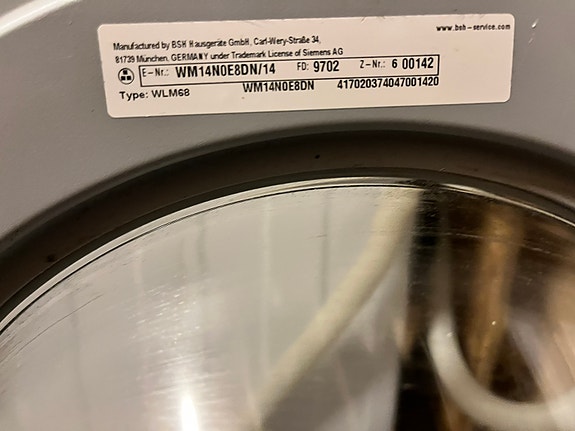 www.bsh-service.com
Manufactured by BSH Hausgeräte GmbH, Carl-Wery-Straße 34,
81739 München, GERMANY under Trademark License of Siemens AG
E-Nr.: WM14N0E8DN/14 FD: 9702 Z-Nr.: 6 00142
Type: WLM68 WM14N0E8DN 417020374047001420